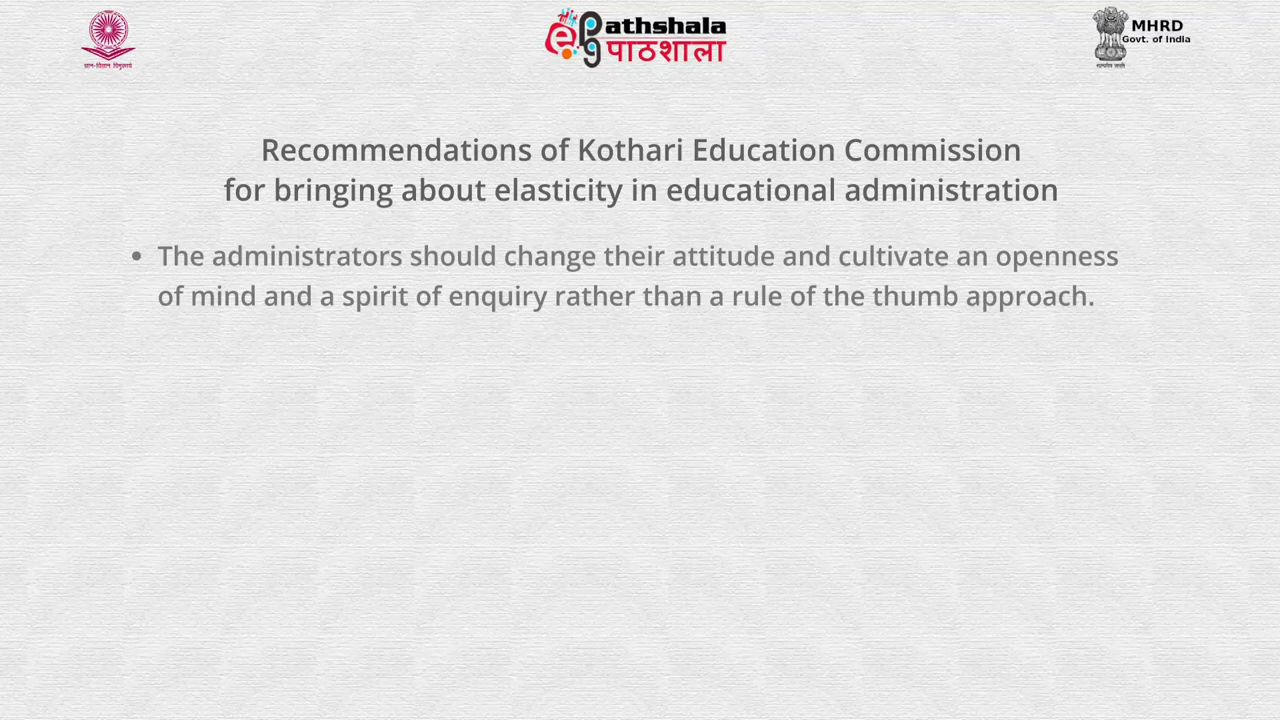 ePg Pathshala
पाठशाला
MHRD
Govt. of India
Recommendations of Kothari Education Commission
for bringing about elasticity in educational administration
• The administrators should change their attitude and cultivate an openness
of mind and a spirit of enquiry rather than a rule of the thumb approach.